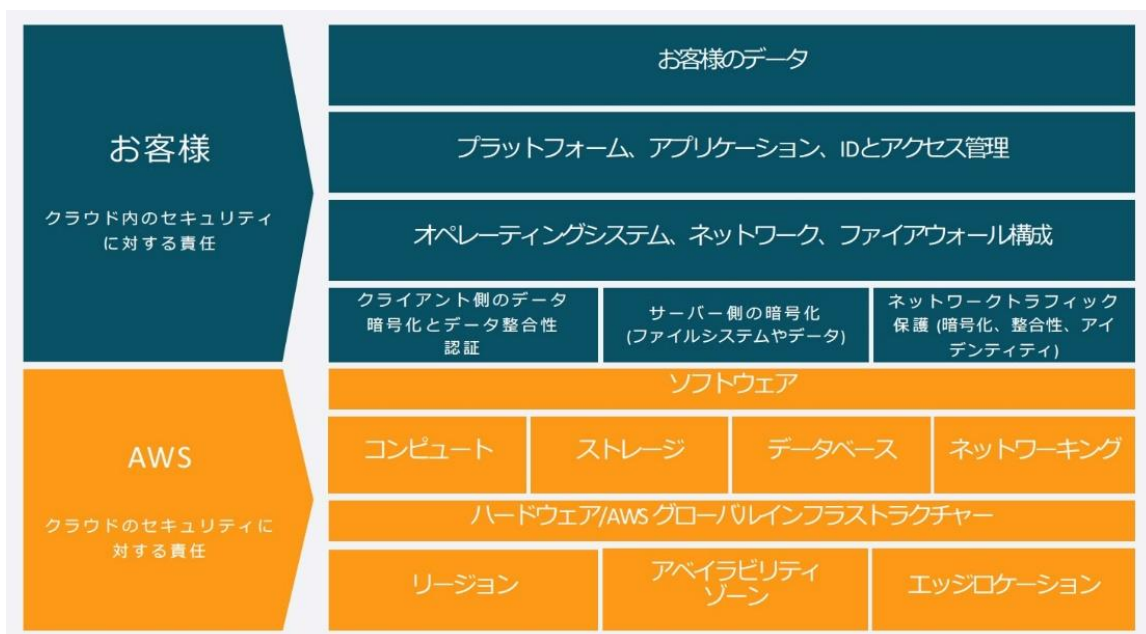 お客様
クラウド内のセキュリティ
に対する責任
お客様のデータ
プラットフォーム、アプリケーション、IDとアクセス管理
オペレーティングシステム、ネットワーク、ファイアウォール構成
クライアント側のデータ
暗号化とデータ整合性
認証
サーバー側の暗号化
(ファイルシステムやデータ)
ネットワークトラフィック
保護 (暗号化、整合性、アイ
デンティティ)
AWS
クラウドのセキュリティに
対する責任
ソフトウェア
コンピュート
ストレージ
データベース
ネットワーキング
ハードウェア/AWS グローバルインフラストラクチャー
リージョン
アベイラビリティ
ゾーン
エッジロケーション